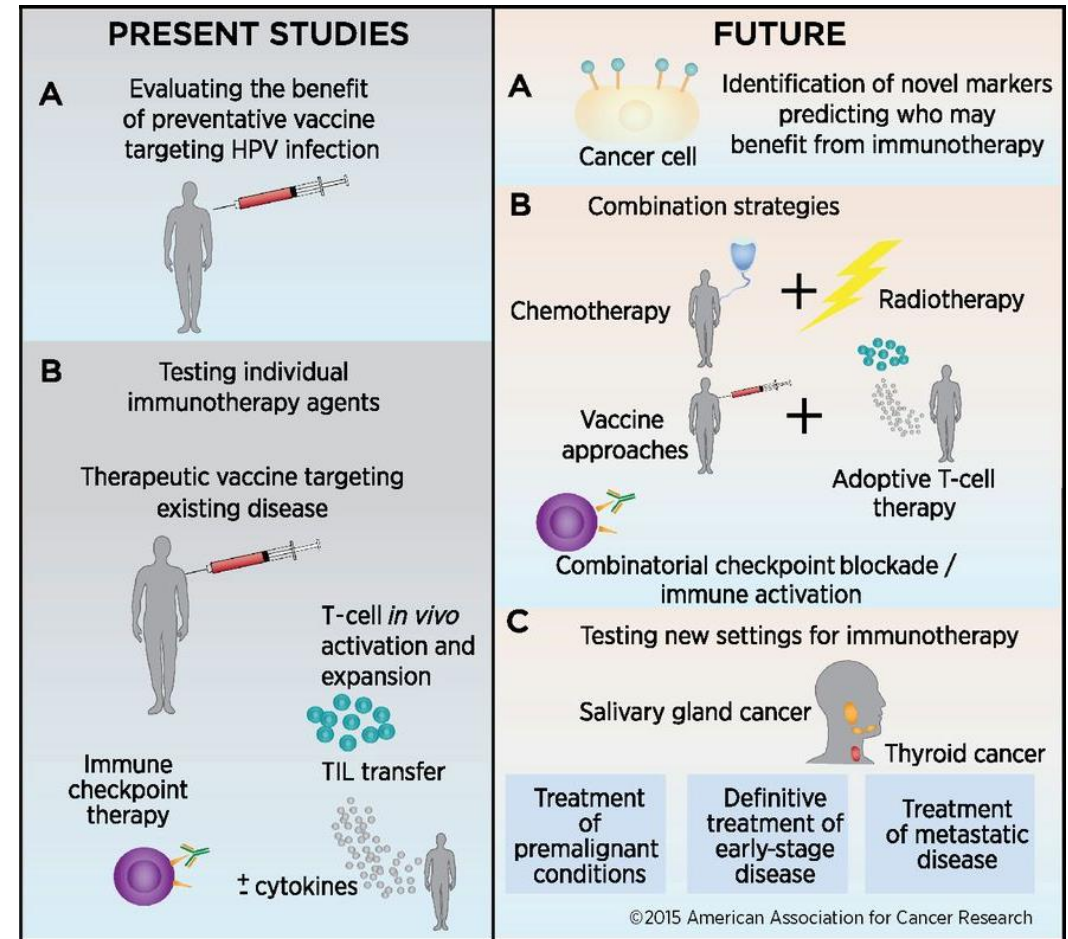 PRESENT STUDIES
A
Evaluating the benefit
of preventative vaccine
targeting HPV infection
B
Testing individual
immunotherapy agents
Therapeutic vaccine targeting
existing disease
T-cell in vivo
activation and
expansion
Immune
checkpoint
therapy
TIL transfer
± cytokines
FUTURE
A
Cancer cell
Identification of novel markers
predicting who may
benefit from immunotherapy
B
Combination strategies
Chemotherapy
+
Radiotherapy
Vaccine
approaches
+
Adoptive T-cell
therapy
Combinatorial checkpoint blockade /
immune activation
C
Testing new settings for immunotherapy
Salivary gland cancer
Thyroid cancer
Treatment
of
premalignant
conditions
Definitive
treatment of
early-stage
disease
Treatment
of metastatic
disease
©2015 American Association for Cancer Research